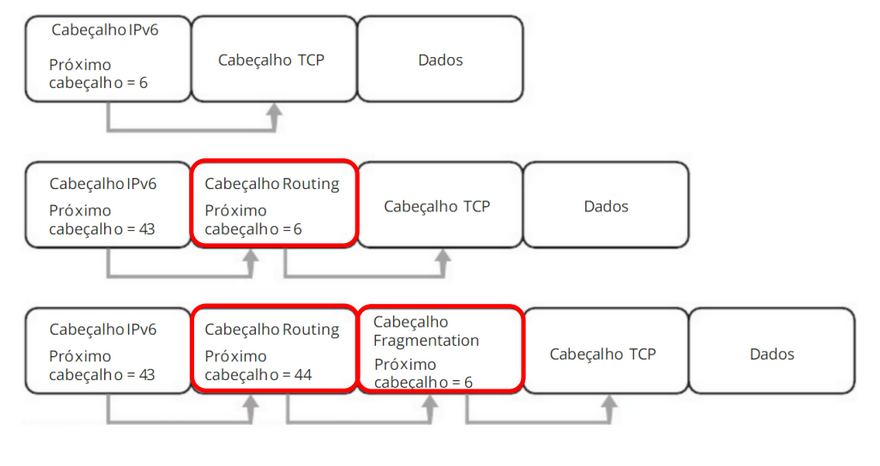 Cabeçalho IPv6
Próximo
cabeçalho = 6
Cabeçalho TCP
Dados
Cabeçalho IPv6
Próximo
cabeçalho = 43
Cabeçalho Routing
Próximo
cabeçalho = 6
Cabeçalho TCP
Dados
Cabeçalho IPv6
Próximo
cabeçalho = 43
Cabeçalho Routing
Próximo
cabeçalho = 44
Cabeçalho
Fragmentation
Próximo
cabeçalho = 6
Cabeçalho TCP
Dados